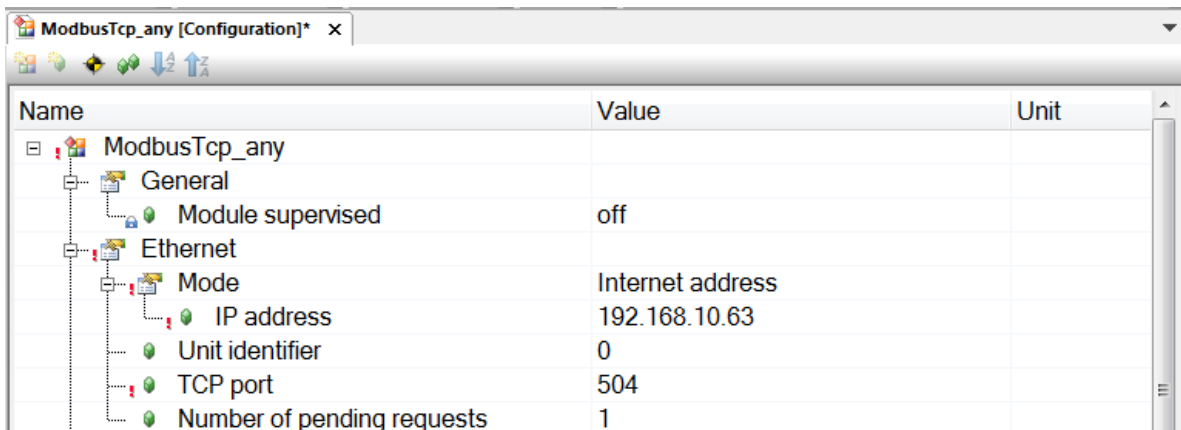 ModbusTcp_any [Configuration]* x
Name Value Unit
ModbusTcp_any
General
Module supervised off
Ethernet
Mode Internet address
IP address 192.168.10.63
Unit identifier 0
TCP port 504
Number of pending requests 1